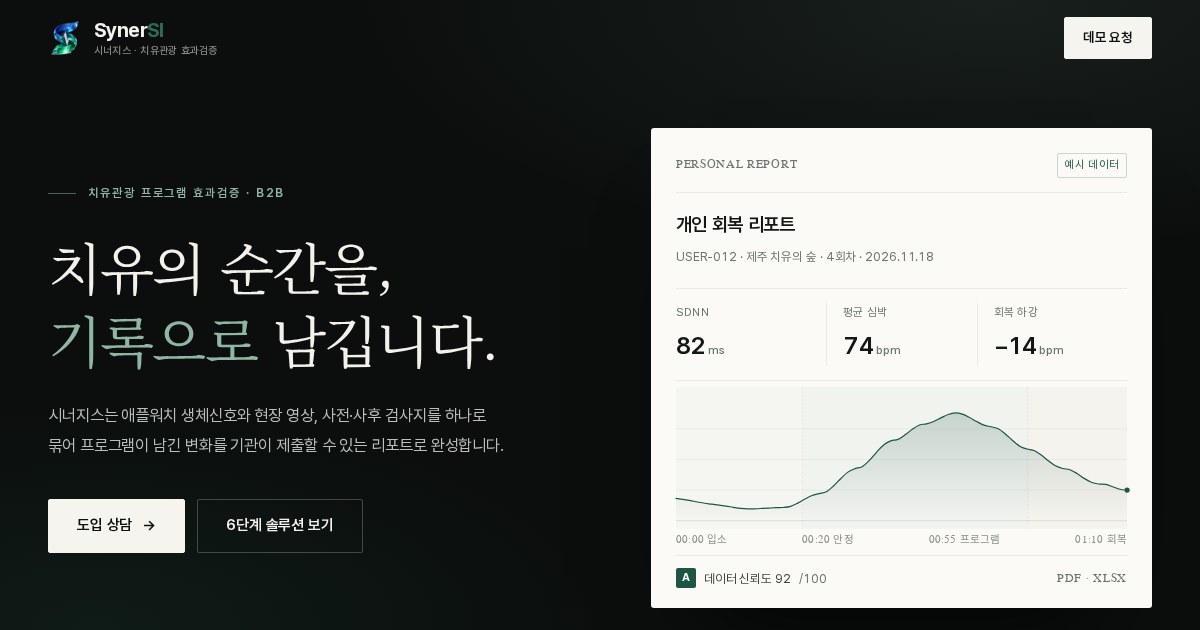 SynerSI
시너지스 · 치유관광 효과검증
데모 요청
치유관광 프로그램 효과검증 · B2B
치유의 순간을,
기록으로 남깁니다.
시너지스는 애플워치 생체신호와 현장 영상, 사전·사후 검사지를 하나로
묶어 프로그램이 남긴 변화를 기관이 제출할 수 있는 리포트로 완성합니다.
도입 상담 →
6단계 솔루션 보기
PERSONAL REPORT
예시 데이터
개인 회복 리포트
USER-012 · 제주 치유의 숲 · 4회차 · 2026.11.18
SDNN
평균 심박
회복 하강
82 ms
74 bpm
−14 bpm
00:00 입소
00:20 안정
00:55 프로그램
01:10 회복
A 데이터 신뢰도 92 /100
PDF · XLSX